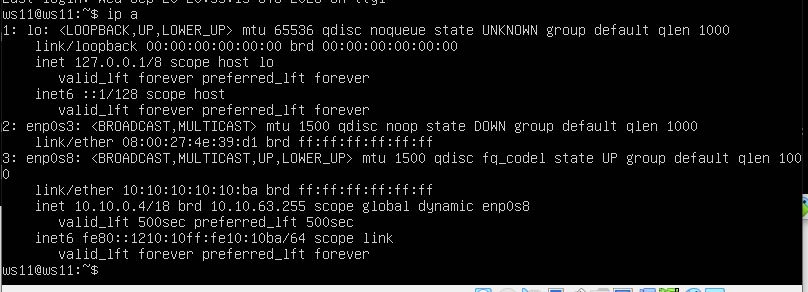 ws11@ws11:~$ ip a
1: lo: <LOOPBACK,UP,LOWER_UP> mtu 65536 qdisc noqueue state UNKNOWN group default qlen 1000
    link/loopback 00:00:00:00:00:00 brd 00:00:00:00:00:00
    inet 127.0.0.1/8 scope host lo
       valid_lft forever preferred_lft forever
    inet6 ::1/128 scope host
       valid_lft forever preferred_lft forever
2: enp0s3: <BROADCAST,MULTICAST> mtu 1500 qdisc noop state DOWN group default qlen 1000
    link/ether 08:00:27:4e:39:d1 brd ff:ff:ff:ff:ff:ff
3: enp0s8: <BROADCAST,MULTICAST,UP,LOWER_UP> mtu 1500 qdisc fq_codel state UP group default qlen 100
0
    link/ether 10:10:10:10:10:ba brd ff:ff:ff:ff:ff:ff
    inet 10.10.0.4/18 brd 10.10.63.255 scope global dynamic enp0s8
       valid_lft 500sec preferred_lft 500sec
    inet6 fe80::1210:10ff:fe10:10ba/64 scope link
       valid_lft forever preferred_lft forever
ws11@ws11:~$